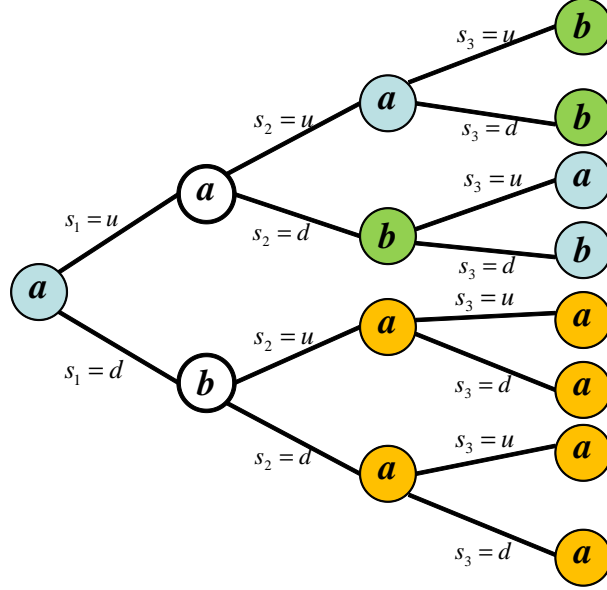 s₃ = u
b
a
s₂ = u
s₃ = d
b
a
s₃ = u
a
s₁ = u
s₂ = d
b
s₃ = d
b
a
s₃ = u
a
s₂ = u
a
s₁ = d
b
s₃ = d
a
s₃ = u
a
s₂ = d
a
s₃ = d
a